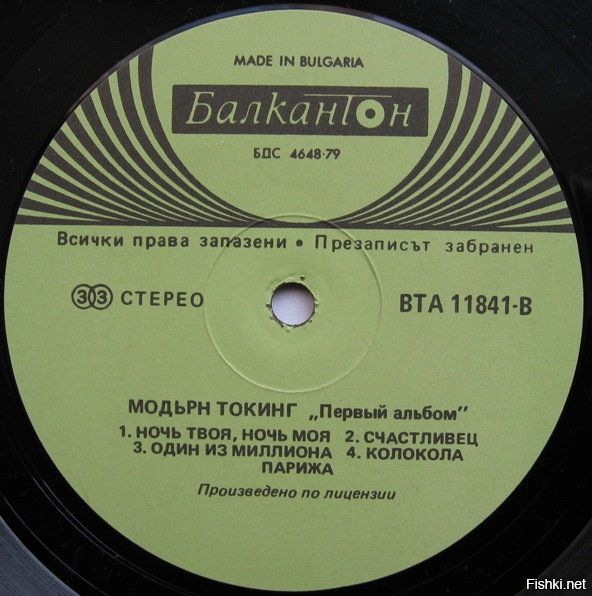 MADE IN BULGARIA
БалканТон
БДС 4648-79
Всички права запазени • Презаписът забранен
33 СТЕРЕО
ВТА 11841-В
МОДЬРН ТОКИНГ „Первый альбом”
1. НОЧЬ ТВОЯ, НОЧЬ МОЯ 2. СЧАСТЛИВЕЦ
3. ОДИН ИЗ МИЛЛИОНА 4. КОЛОКОЛА
ПАРИЖА
Произведено по лицензии
Fishki.net